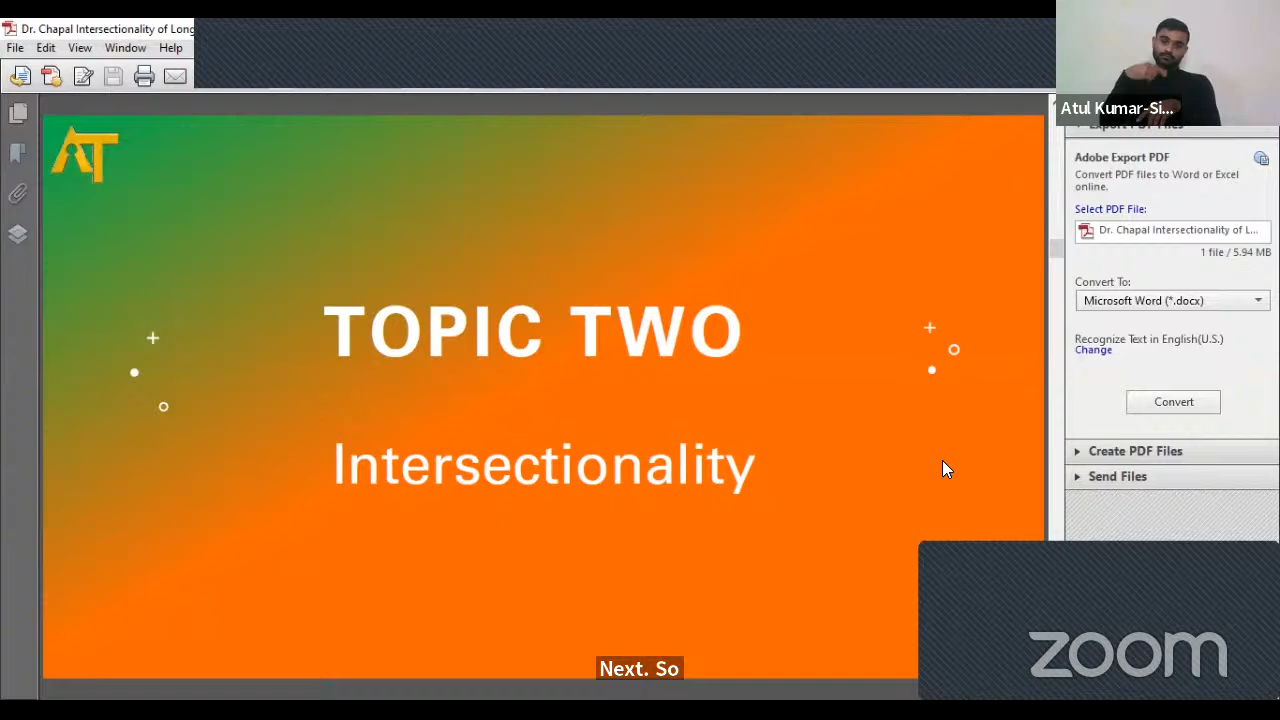 Dr. Chapal Intersectionality of Long
File Edit View Window Help
Atul Kumar-Si...
AT
TOPIC TWO
Intersectionality
Export PDF Files
Adobe Export PDF
Convert PDF files to Word or Excel
online.
Select PDF File:
Dr. Chapal Intersectionality of L...
1 file / 5.94 MB
Convert To:
Microsoft Word (*.docx)
Recognize Text in English(U.S.)
Change
Convert
Create PDF Files
Send Files
Next. So
zoom